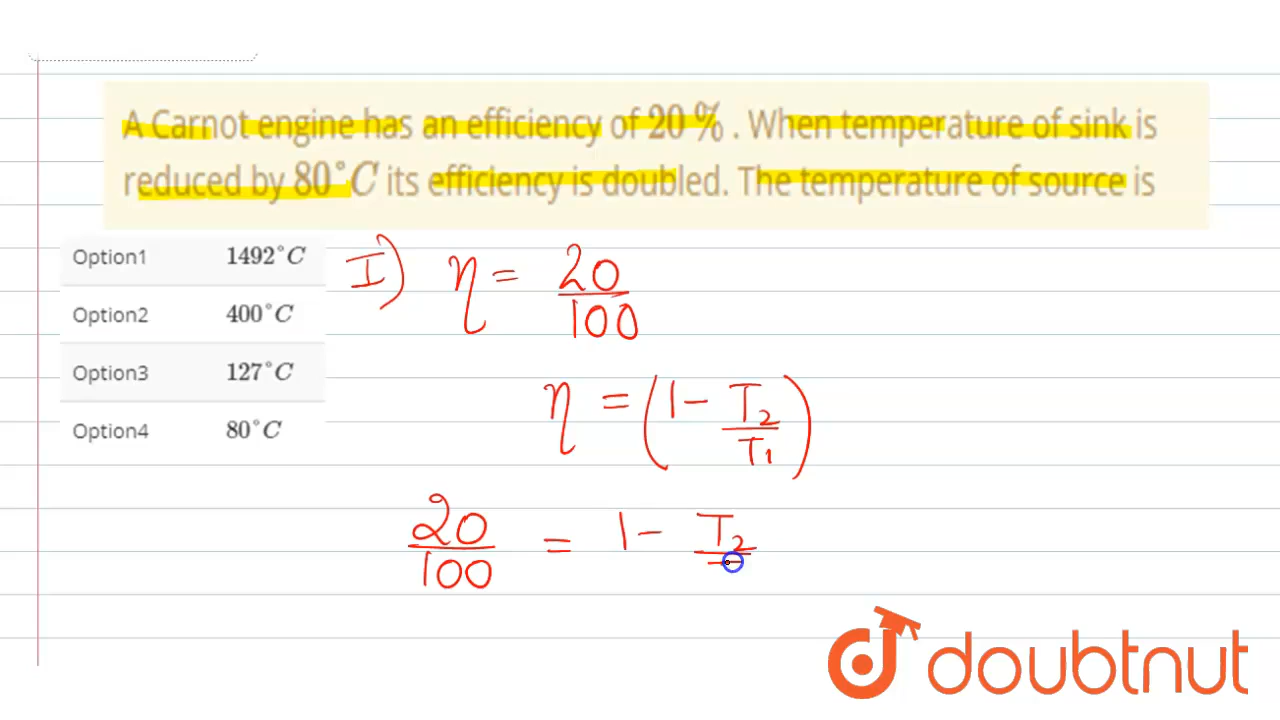 A Carnot engine has an efficiency of 20 % . When temperature of sink is
reduced by 80°C its efficiency is doubled. The temperature of source is
Option1 1492°C
Option2 400°C
Option3 127°C
Option4 80°C
I) η = 20/100
η = (1 - T₂/T₁)
20/100 = 1 - T₂/
doubtnut